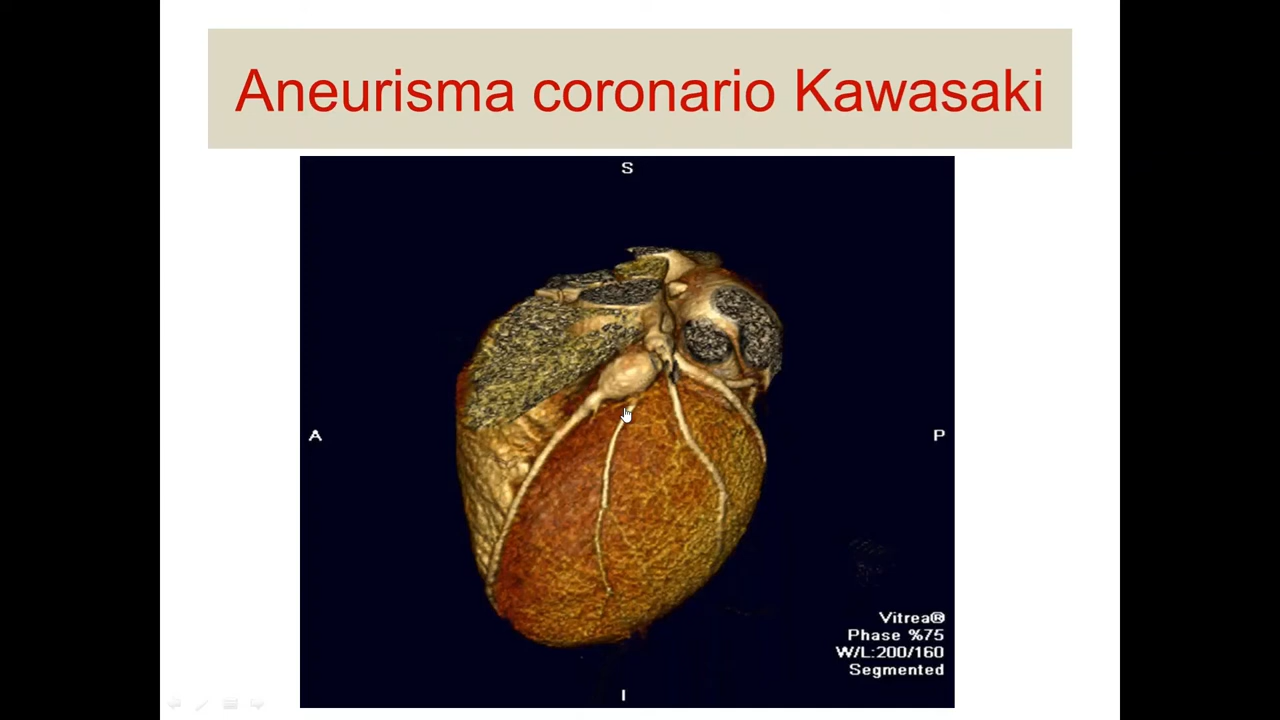 Aneurisma coronario Kawasaki
S
A
P
Vitrea®
Phase %75
W/L:200/160
Segmented
I